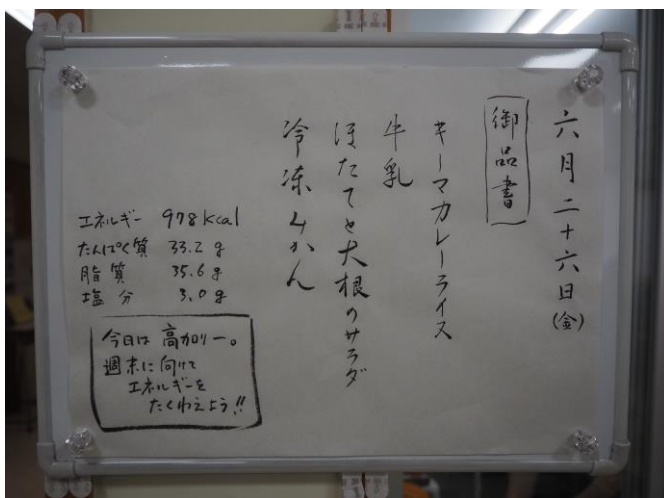 六月二十六日(金)
御品書
キーマカレーライス
牛乳
ほたてと大根のサラダ
冷凍みかん
エネルギー 978kcal
たんぱく質 33.2g
脂質 35.6g
塩分 3.0g
今日は高カロリー。
週末に向けて
エネルギーを
たくわえよう!!